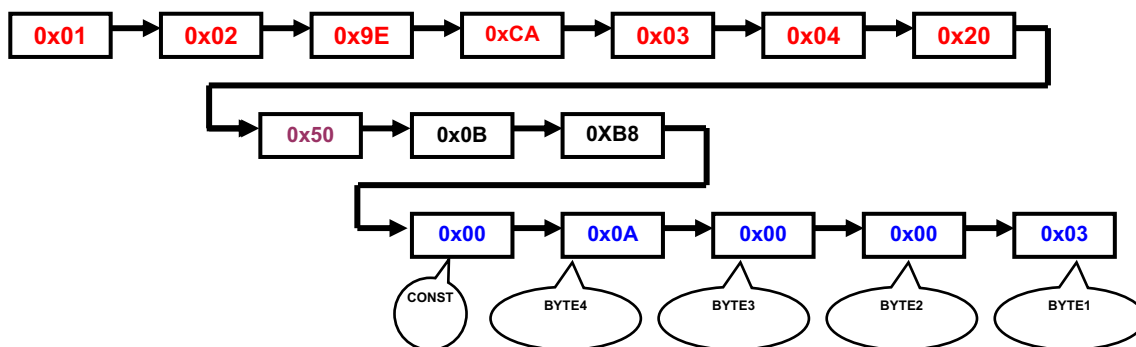 0x01 0x02 0x9E 0xCA 0x03 0x04 0x20
0x50 0x0B 0XB8
0x00 0x0A 0x00 0x00 0x03
CONST BYTE4 BYTE3 BYTE2 BYTE1